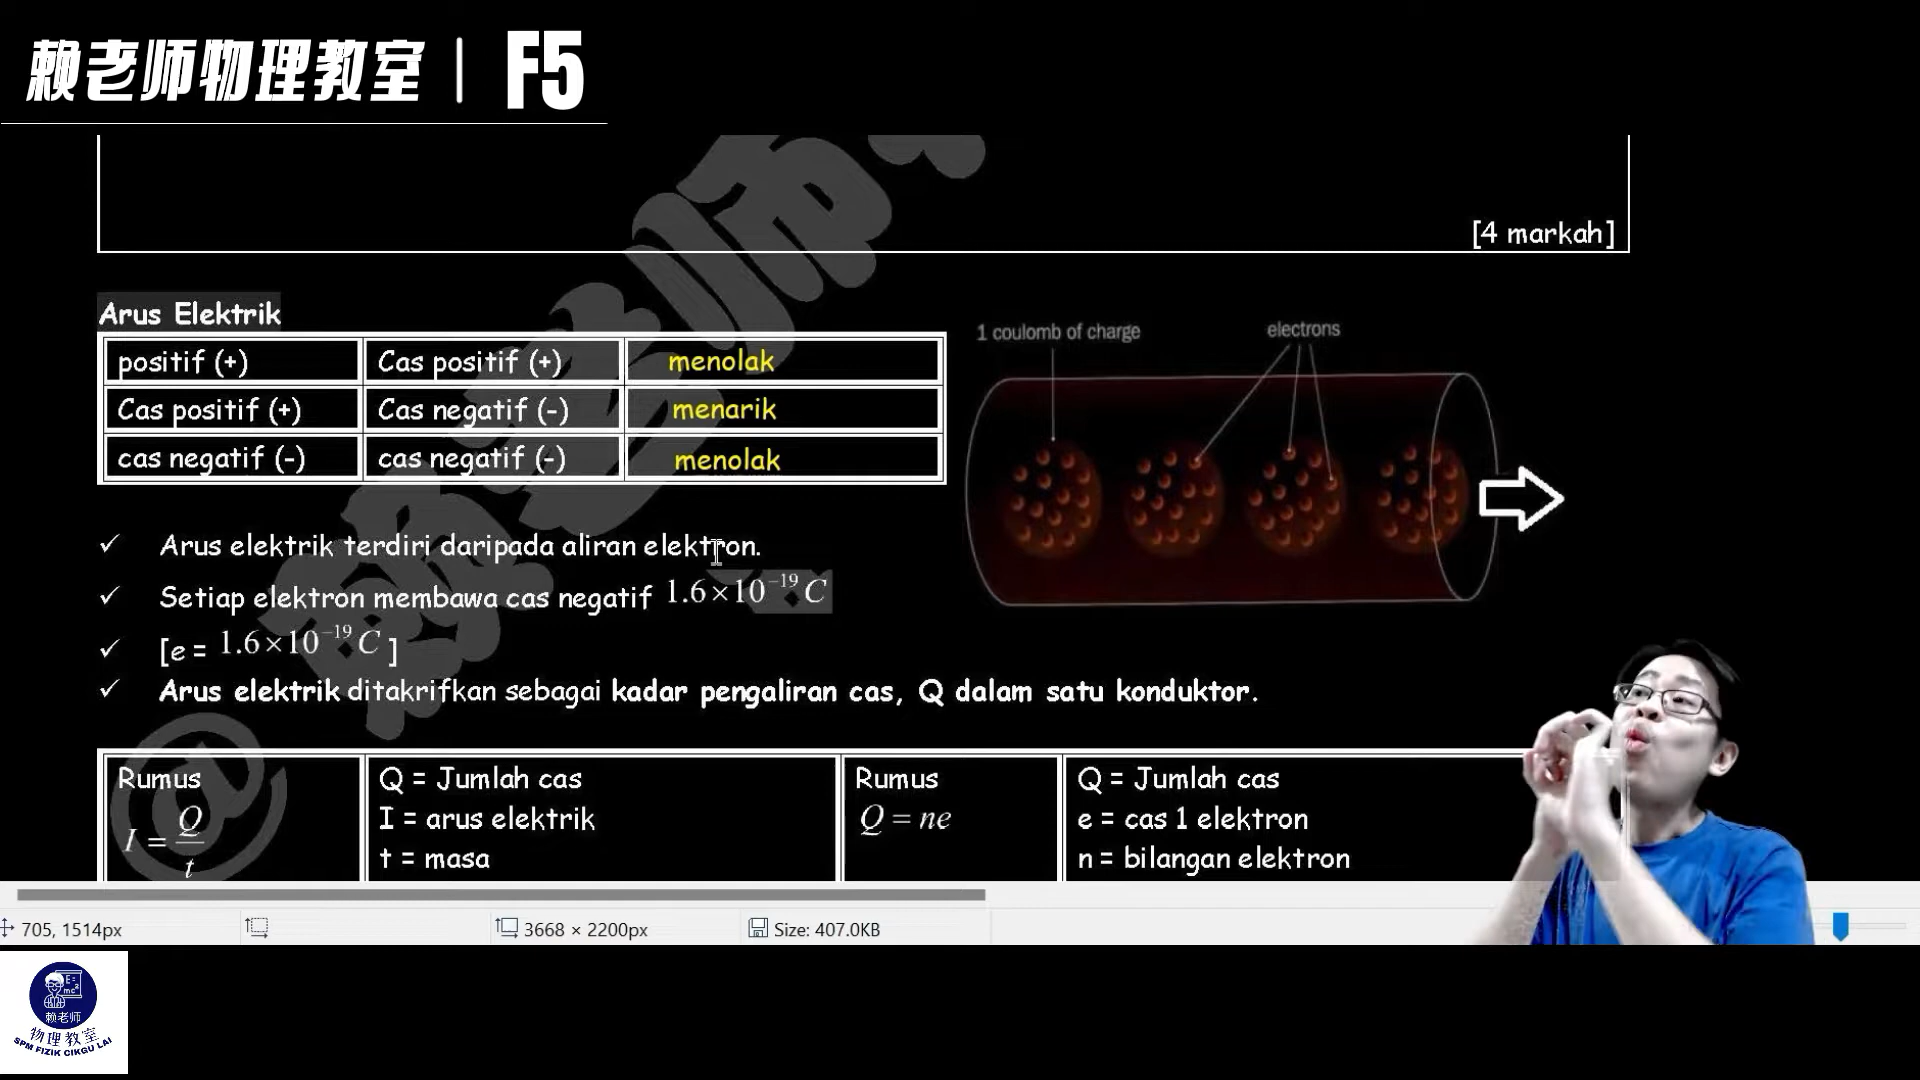 赖老师物理教室 | F5
[4 markah]
Arus Elektrik
positif (+) Cas positif (+) menolak
Cas positif (+) Cas negatif (-) menarik
cas negatif (-) cas negatif (-) menolak
1 coulomb of charge electrons
✓ Arus elektrik terdiri daripada aliran elektron.
✓ Setiap elektron membawa cas negatif 1.6×10⁻¹⁹ C
✓ [e = 1.6×10⁻¹⁹ C ]
✓ Arus elektrik ditakrifkan sebagai kadar pengaliran cas, Q dalam satu konduktor.
Rumus
I = Q/t
Q = Jumlah cas
I = arus elektrik
t = masa
Rumus
Q = ne
Q = Jumlah cas
e = cas 1 elektron
n = bilangan elektron
@ 赖老师
705, 1514px 3668 × 2200px Size: 407.0KB
E=
mc²
赖老师
物理教室
SPM FIZIK CIKGU LAI